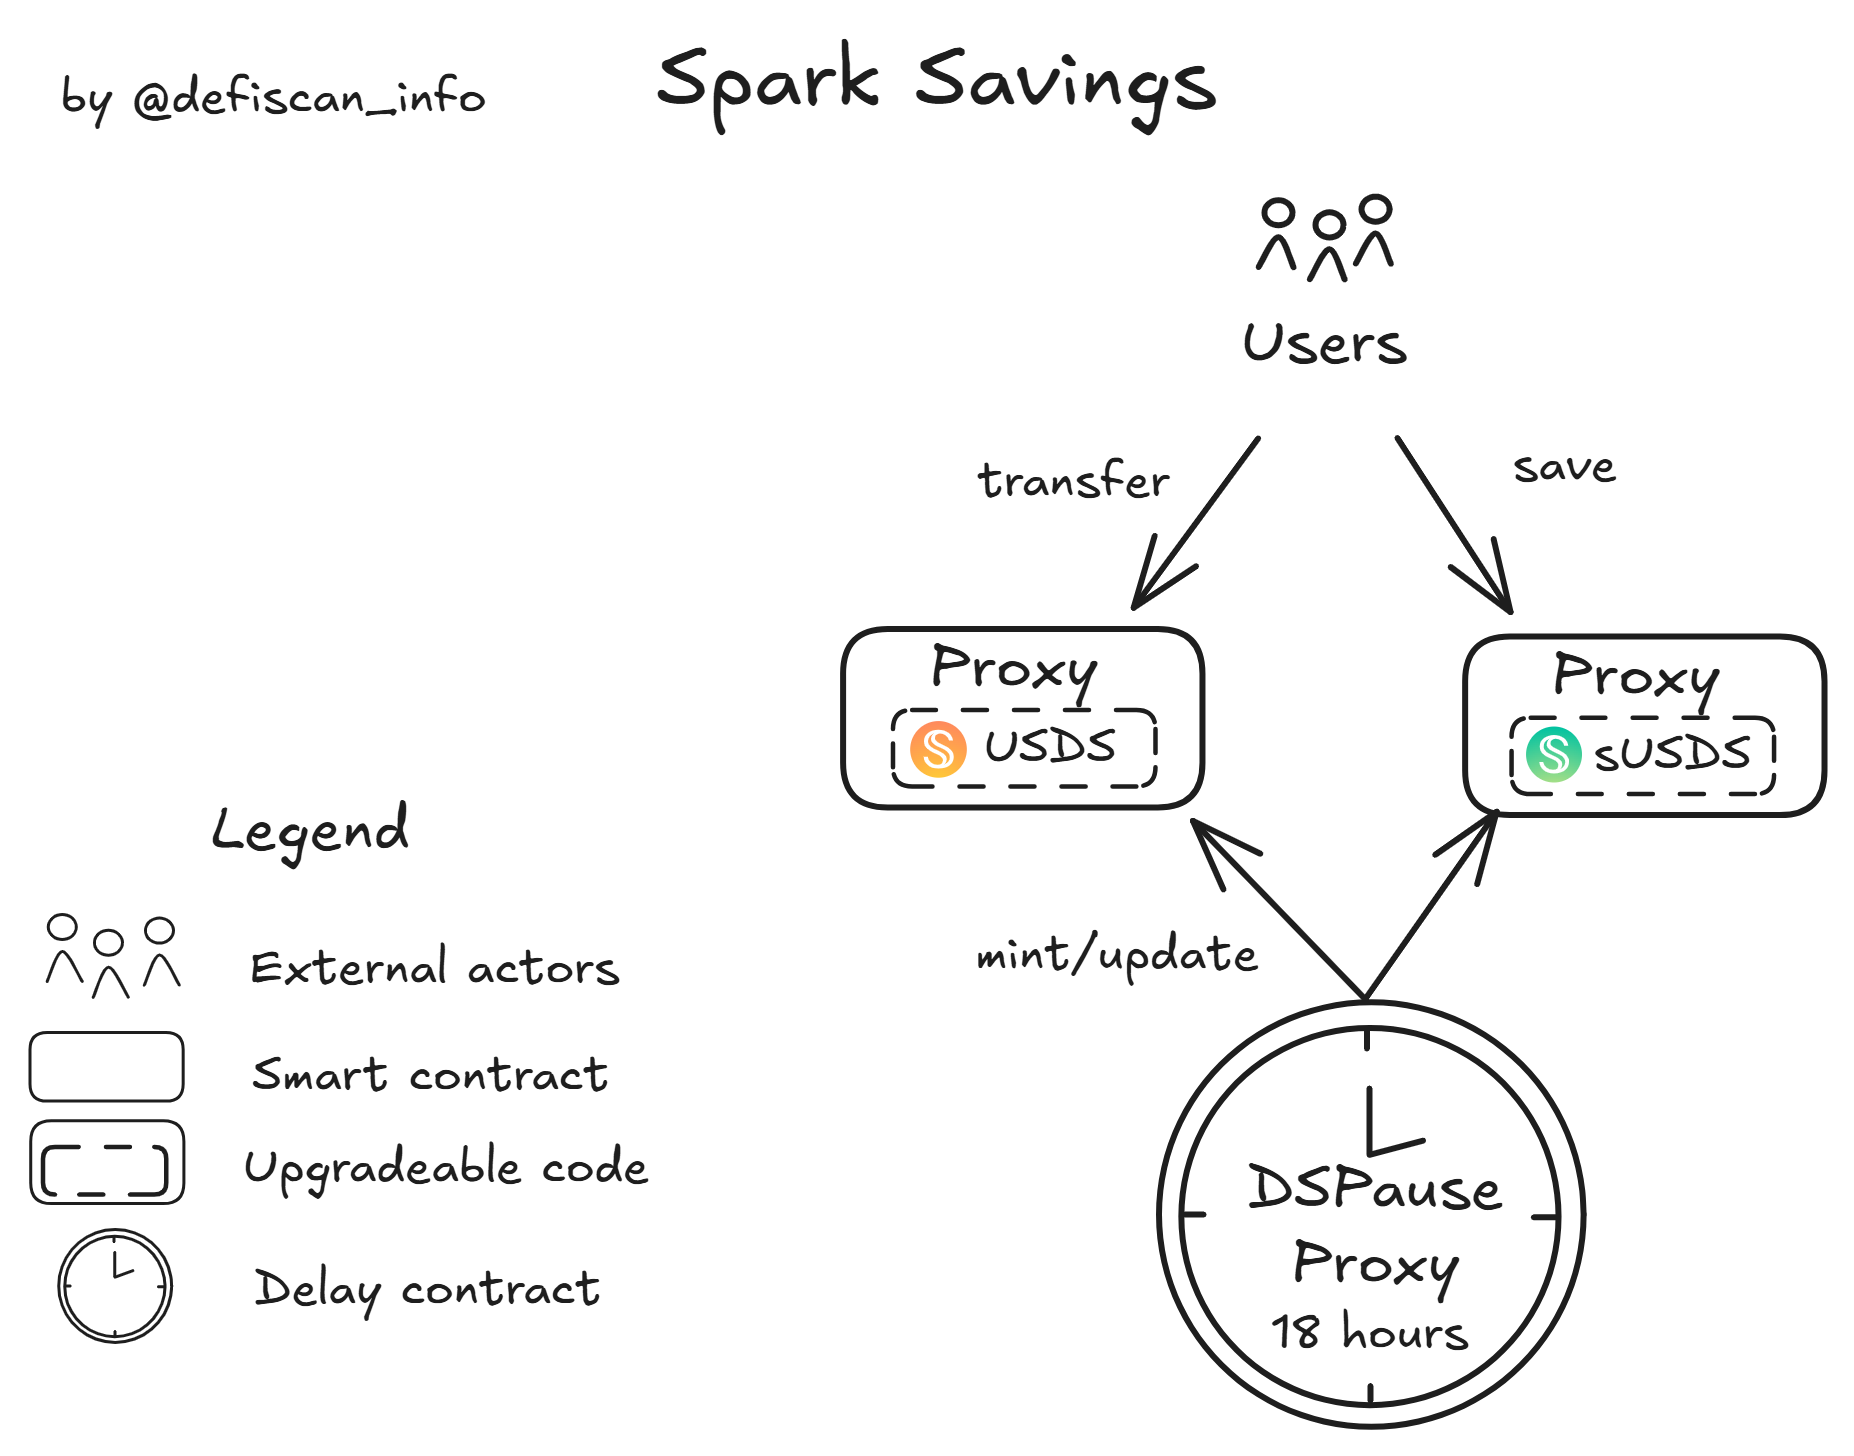 by @defiscan_info
Spark Savings
Users
transfer
save
Proxy
USDS
Proxy
sUSDS
mint/update
DSPause
Proxy
18 hours
Legend
External actors
Smart contract
Upgradeable code
Delay contract